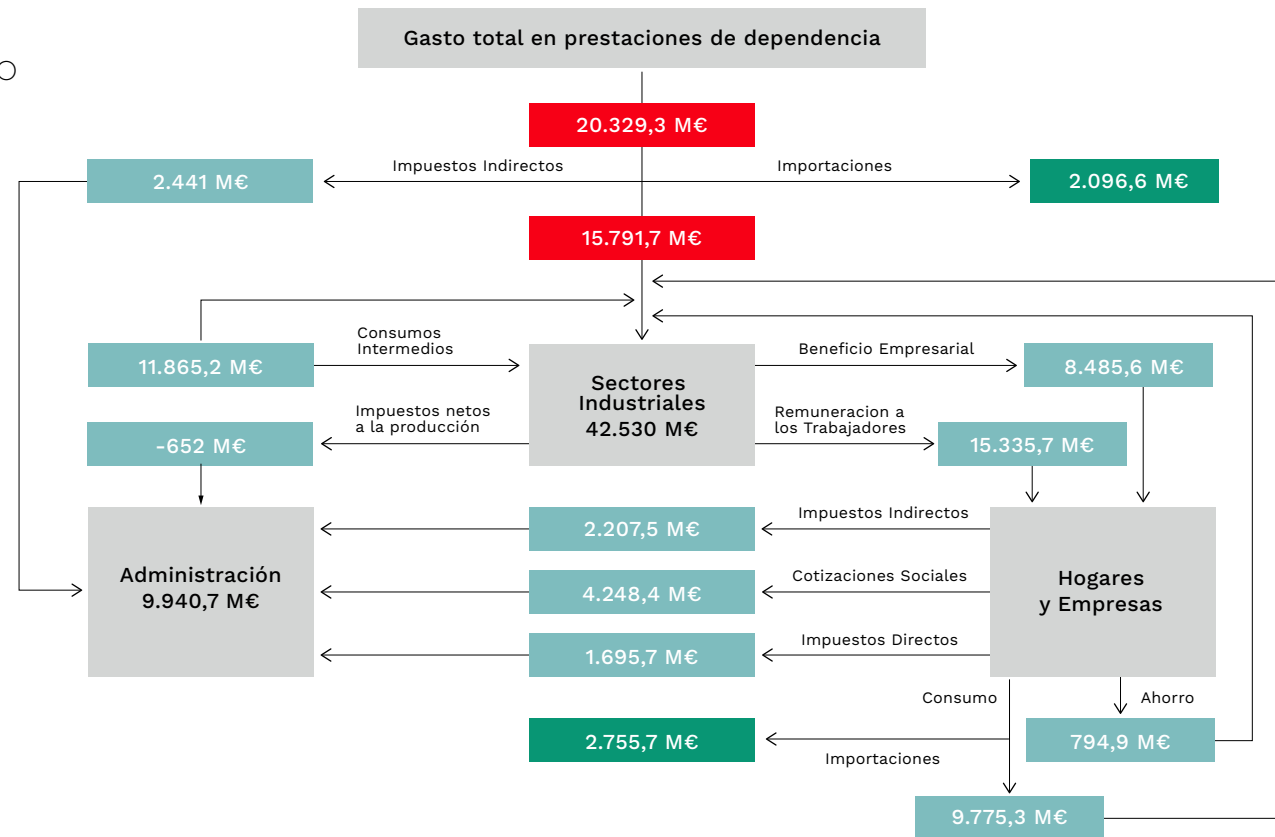 Gasto total en prestaciones de dependencia
O
20.329,3 M€
Impuestos Indirectos
Importaciones
2.441 M€
2.096,6 M€
15.791,7 M€
Consumos
Intermedios
Beneficio Empresarial
11.865,2 M€
Sectores
Industriales
42.530 M€
8.485,6 M€
Impuestos netos
a la producción
Remuneracion a
los Trabajadores
-652 M€
15.335,7 M€
Impuestos Indirectos
2.207,5 M€
Administración
9.940,7 M€
Cotizaciones Sociales
4.248,4 M€
Hogares
y Empresas
Impuestos Directos
1.695,7 M€
Consumo
Ahorro
2.755,7 M€
794,9 M€
Importaciones
9.775,3 M€